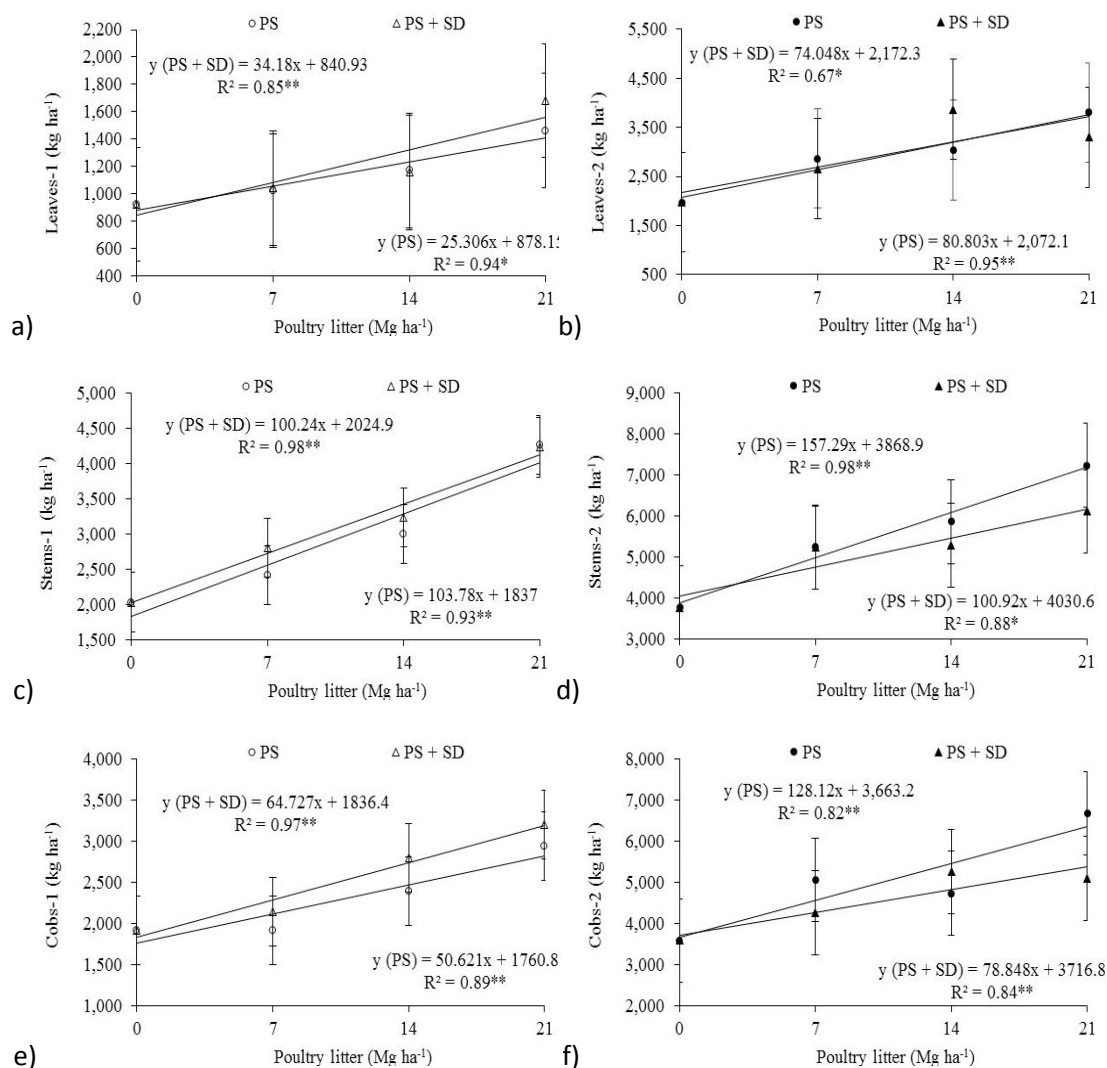 PS PS + SD
2,200
2,000
1,800
1,600
1,400
1,200
1,000
800
600
400
y (PS + SD) = 34.18x + 840.93
R² = 0.85**
y (PS) = 25.306x + 878.15
R² = 0.94*
0 7 14 21
Leaves-1 (kg ha⁻¹)
Poultry litter (Mg ha⁻¹)
a)
PS PS + SD
5,500
4,500
3,500
2,500
1,500
500
y (PS + SD) = 74.048x + 2,172.3
R² = 0.67*
y (PS) = 80.803x + 2,072.1
R² = 0.95**
0 7 14 21
Leaves-2 (kg ha⁻¹)
Poultry litter (Mg ha⁻¹)
b)
PS PS + SD
5,000
4,500
4,000
3,500
3,000
2,500
2,000
1,500
y (PS + SD) = 100.24x + 2024.9
R² = 0.98**
y (PS) = 103.78x + 1837
R² = 0.93**
0 7 14 21
Stems-1 (kg ha⁻¹)
Poultry litter (Mg ha⁻¹)
c)
PS PS + SD
9,000
8,000
7,000
6,000
5,000
4,000
3,000
y (PS) = 157.29x + 3868.9
R² = 0.98**
y (PS + SD) = 100.92x + 4030.6
R² = 0.88*
0 7 14 21
Stems-2 (kg ha⁻¹)
Poultry litter (Mg ha⁻¹)
d)
PS PS + SD
4,000
3,500
3,000
2,500
2,000
1,500
1,000
y (PS + SD) = 64.727x + 1836.4
R² = 0.97**
y (PS) = 50.621x + 1760.8
R² = 0.89**
0 7 14 21
Cobs-1 (kg ha⁻¹)
Poultry litter (Mg ha⁻¹)
e)
PS PS + SD
8,000
7,000
6,000
5,000
4,000
3,000
2,000
y (PS) = 128.12x + 3,663.2
R² = 0.82**
y (PS + SD) = 78.848x + 3716.8
R² = 0.84**
0 7 14 21
Cobs-2 (kg ha⁻¹)
Poultry litter (Mg ha⁻¹)
f)